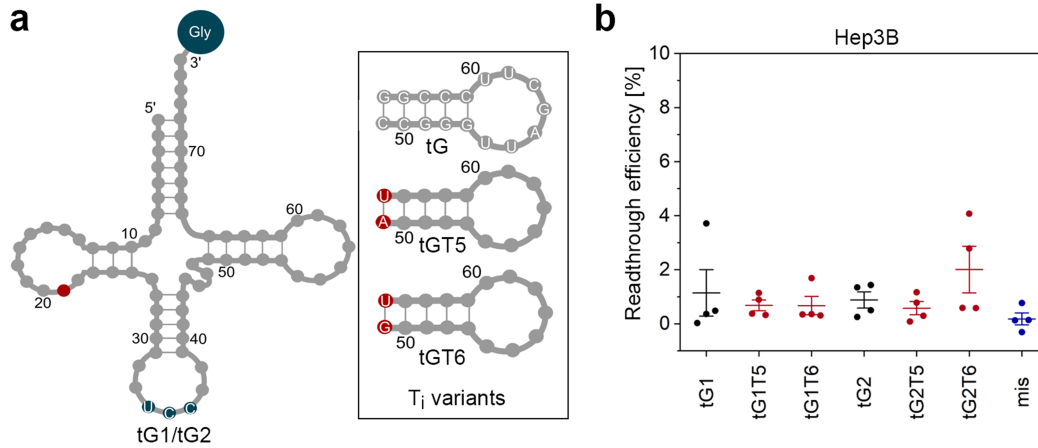 a
Gly
3'
5'
70
10
60
20
50
30
40
U C C
tG1/tG2
60
G G C C C U U C G A
C C G G G U U
50
tG
60
U
A
50
tGT5
60
U
G
50
tGT6
Ti variants
b
Hep3B
Readthrough efficiency [%]
10
8
6
4
2
0
tG1
tG1T5
tG1T6
tG2
tG2T5
tG2T6
mis